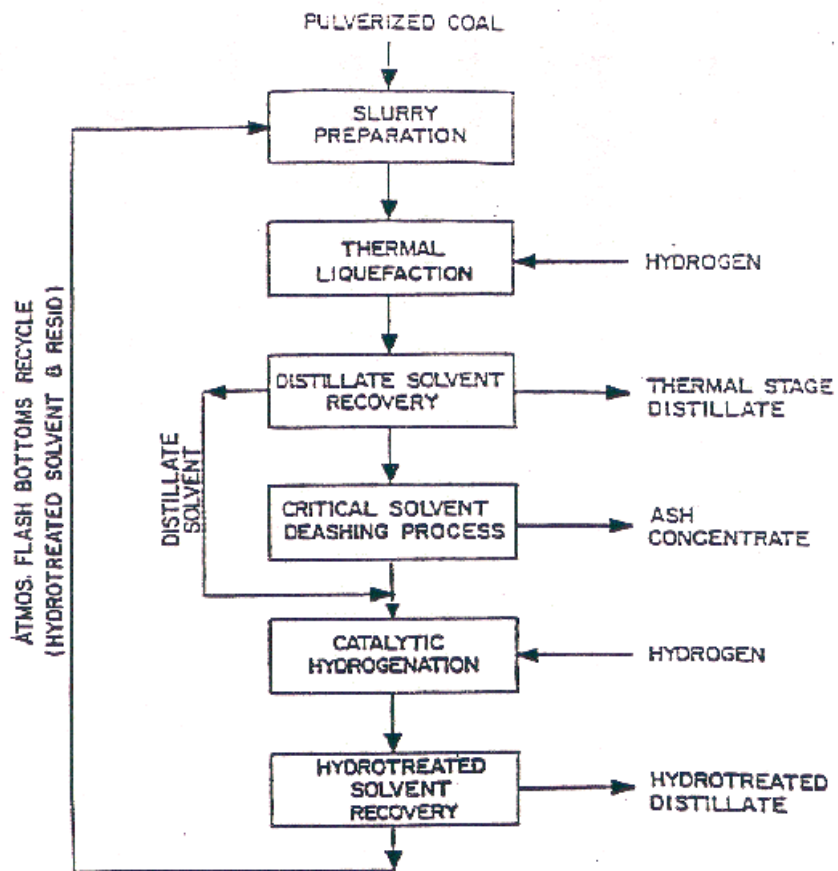 PULVERIZED COAL
SLURRY
PREPARATION
THERMAL
LIQUEFACTION
HYDROGEN
DISTILLATE SOLVENT
RECOVERY
THERMAL STAGE
DISTILLATE
DISTILLATE
SOLVENT
CRITICAL SOLVENT
DEASHING PROCESS
ASH
CONCENTRATE
CATALYTIC
HYDROGENATION
HYDROGEN
HYDROTREATED
SOLVENT
RECOVERY
HYDROTREATED
DISTILLATE
ATMOS. FLASH BOTTOMS RECYCLE
(HYDROTREATED SOLVENT & RESID)